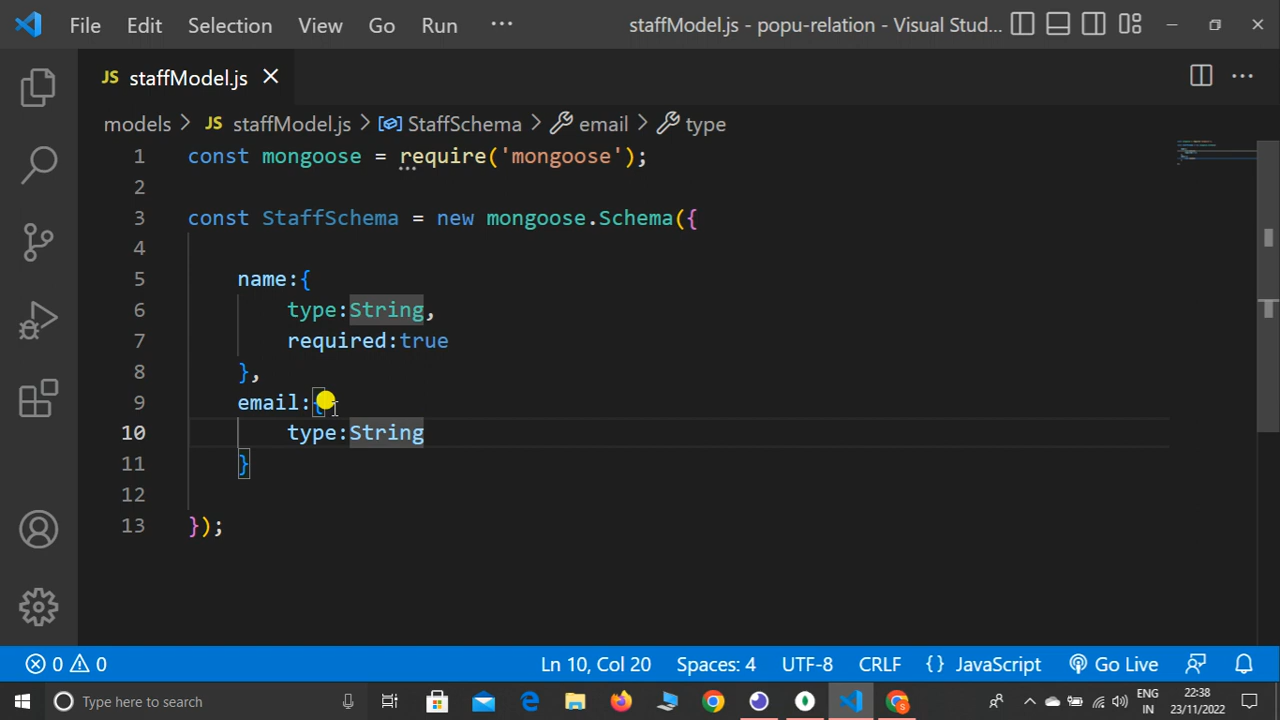 File Edit Selection View Go Run ··· staffModel.js - popu-relation - Visual Stud...
JS staffModel.js
models > JS staffModel.js > StaffSchema > email > type
1 const mongoose = require('mongoose');
2
3 const StaffSchema = new mongoose.Schema({
4
5 name:{
6 type:String,
7 required:true
8 },
9 email:{
10 type:String
11 }
12
13 });
0 0 Ln 10, Col 20 Spaces: 4 UTF-8 CRLF {} JavaScript Go Live
Type here to search ENG IN 22:38 23/11/2022